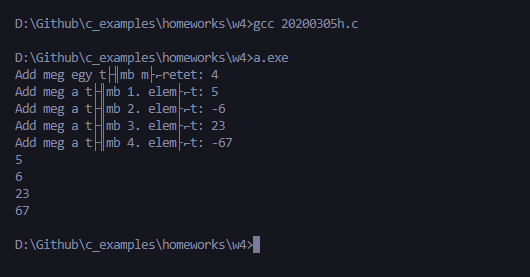 D:\Github\c_examples\homeworks\w4>gcc 20200305h.c
D:\Github\c_examples\homeworks\w4>a.exe
Add meg egy t├╢mb m├⌐retet: 4
Add meg a t├╢mb 1. elem├⌐t: 5
Add meg a t├╢mb 2. elem├⌐t: -6
Add meg a t├╢mb 3. elem├⌐t: 23
Add meg a t├╢mb 4. elem├⌐t: -67
5
6
23
67
D:\Github\c_examples\homeworks\w4>